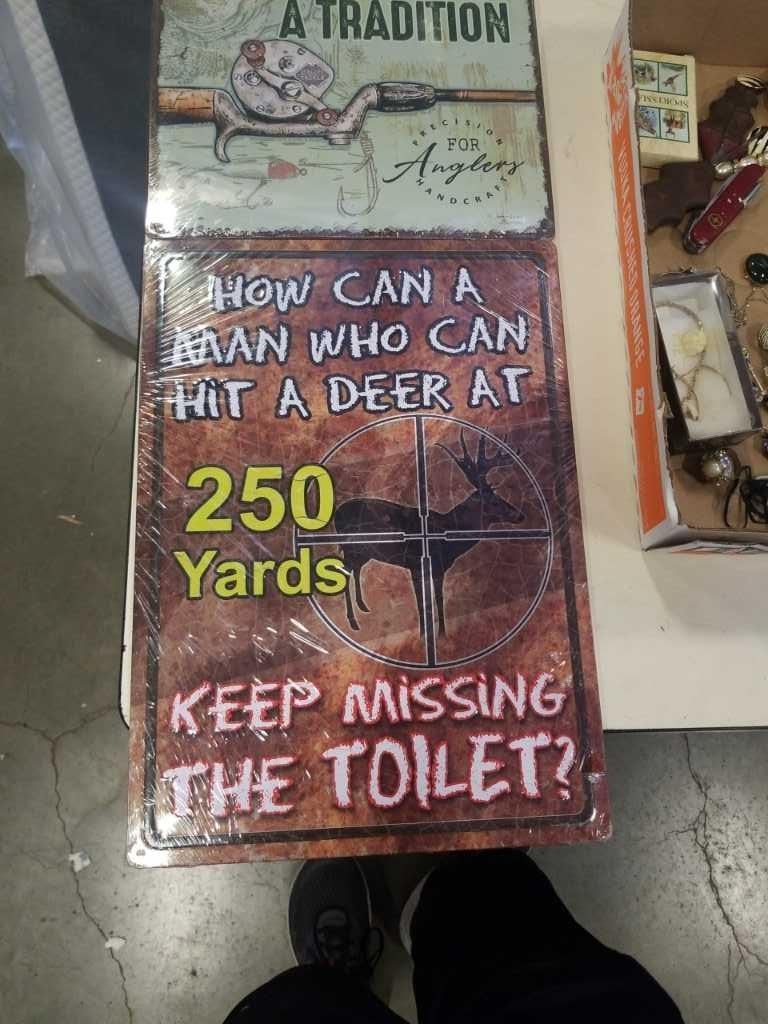 A TRADITION
PRECISION
FOR
Anglers
HANDCRAFT
HOW CAN A
MAN WHO CAN
HIT A DEER AT
250
Yards
KEEP MISSING
THE TOILET?